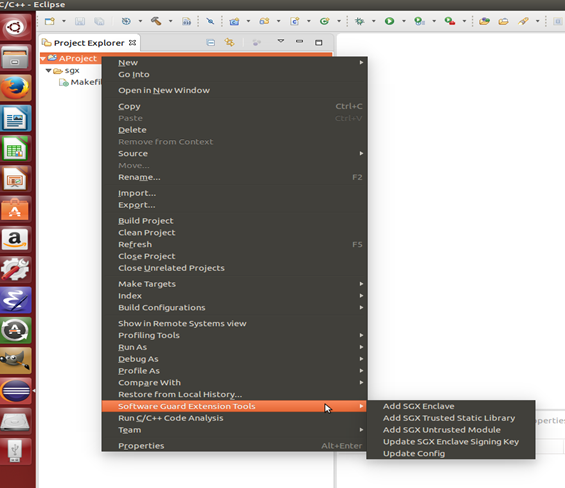 C/C++ - Eclipse
Project Explorer
AProject
sgx
Makefil
New
Go Into
Open in New Window
Copy Ctrl+C
Paste Ctrl+V
Delete
Remove from Context
Source
Move...
Rename... F2
Import...
Export...
Build Project
Clean Project
Refresh F5
Close Project
Close Unrelated Projects
Make Targets
Index
Build Configurations
Show in Remote Systems view
Profiling Tools
Run As
Debug As
Profile As
Compare With
Restore from Local History...
Software Guard Extension Tools
Run C/C++ Code Analysis
Team
Properties Alt+Enter
Add SGX Enclave
Add SGX Trusted Static Library
Add SGX Untrusted Module
Update SGX Enclave Signing Key
Update Config
operties